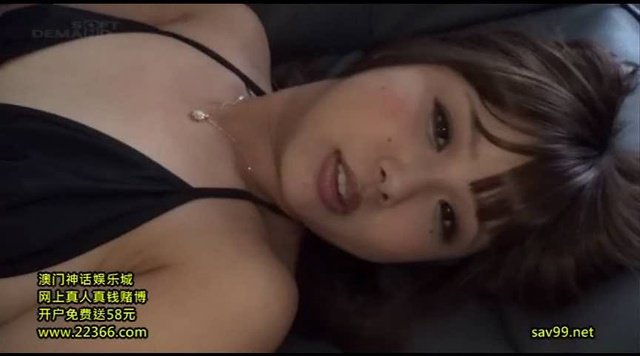 SOFT
DEMAND
澳门神话娱乐城
网上真人真钱赌博
开户免费送58元
www.22366.com
sav99.net